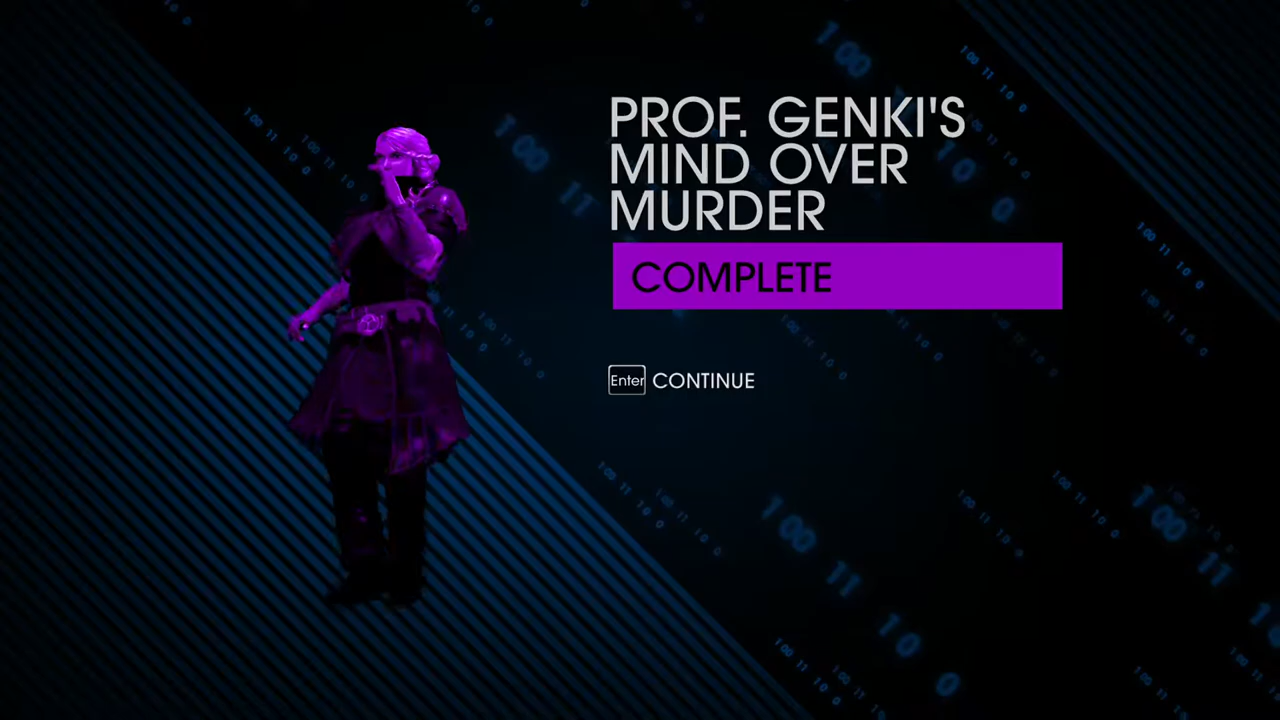 PROF. GENKI'S
MIND OVER
MURDER
COMPLETE
Enter CONTINUE